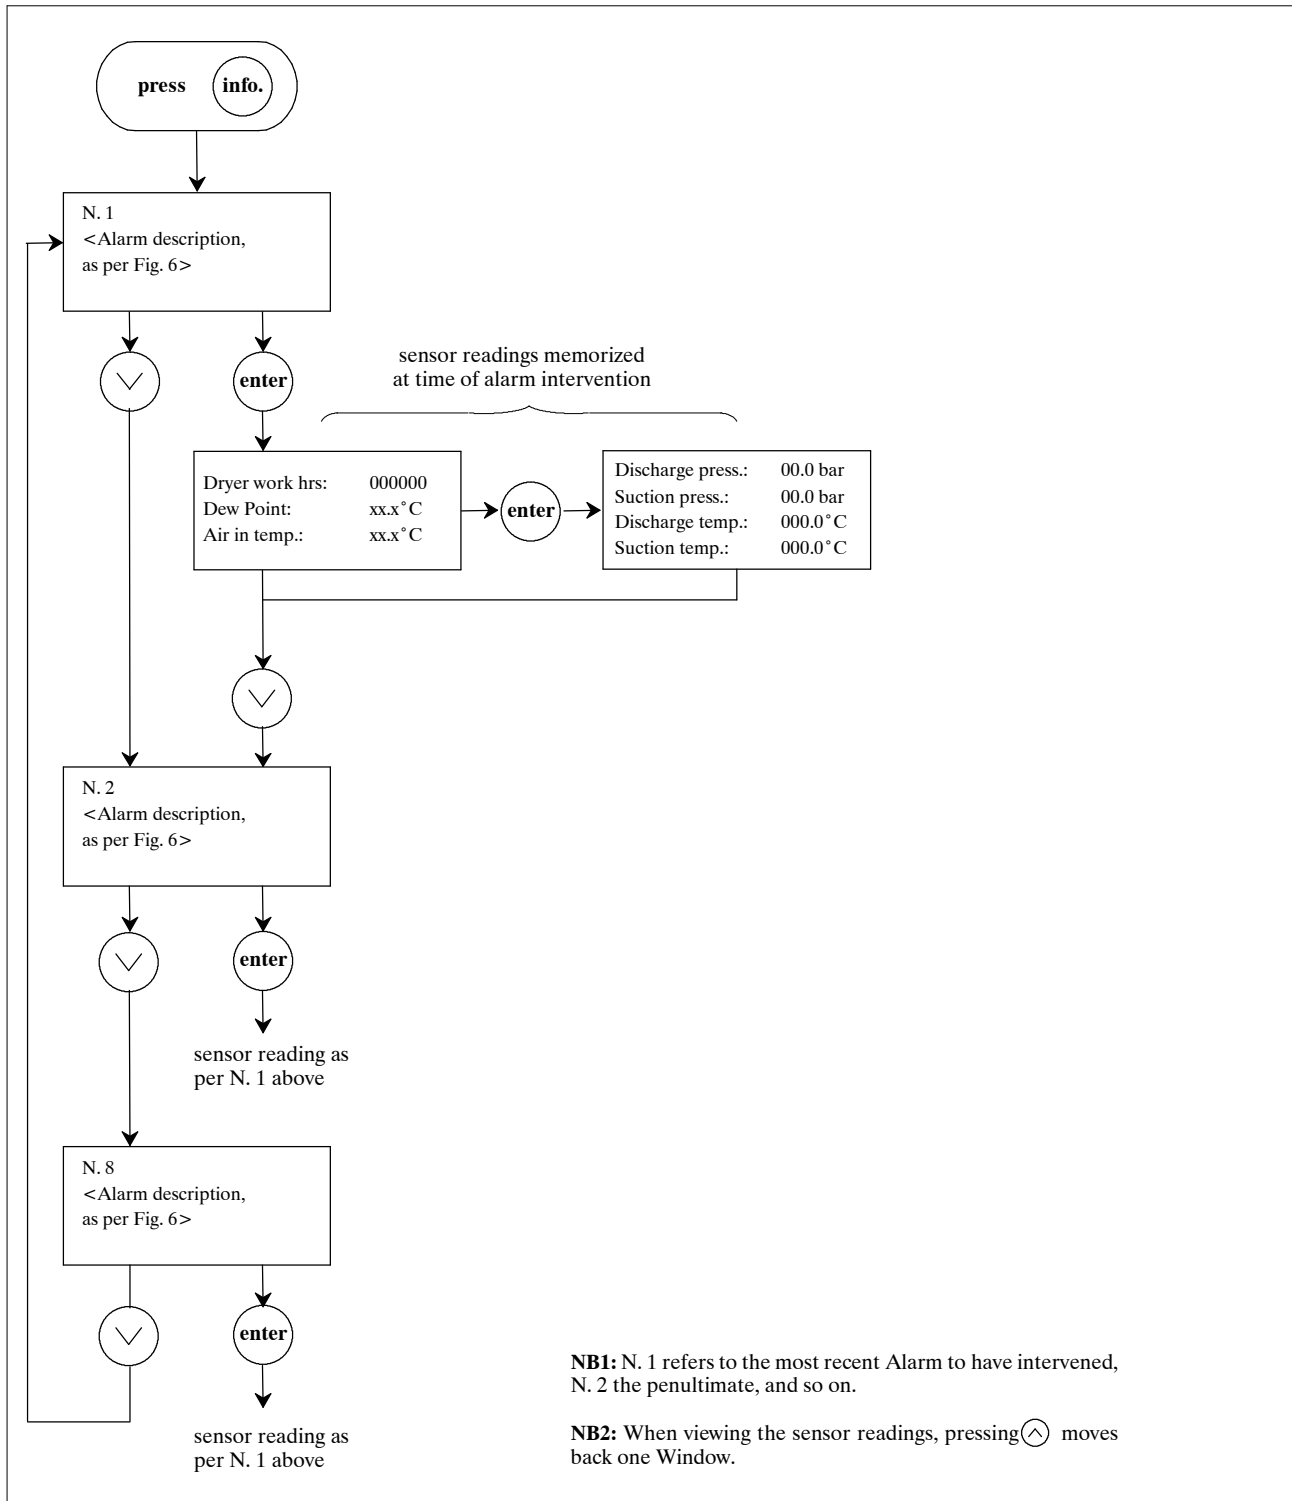 press info.
N. 1
<Alarm description,
as per Fig. 6>
enter
sensor readings memorized
at time of alarm intervention
Dryer work hrs: 000000
Dew Point: xx.x°C
Air in temp.: xx.x°C
enter
Discharge press.: 00.0 bar
Suction press.: 00.0 bar
Discharge temp.: 000.0°C
Suction temp.: 000.0°C
N. 2
<Alarm description,
as per Fig. 6>
enter
sensor reading as
per N. 1 above
N. 8
<Alarm description,
as per Fig. 6>
enter
sensor reading as
per N. 1 above
NB1: N. 1 refers to the most recent Alarm to have intervened,
N. 2 the penultimate, and so on.
NB2: When viewing the sensor readings, pressing moves
back one Window.